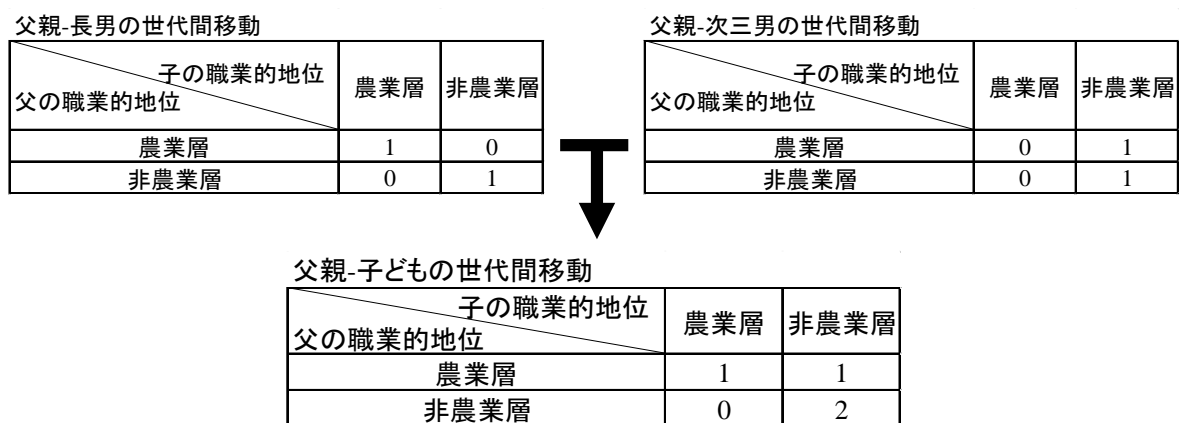 父親-長男の世代間移動
子の職業的地位
父の職業的地位
農業層 非農業層
農業層 1 0
非農業層 0 1
父親-次三男の世代間移動
子の職業的地位
父の職業的地位
農業層 非農業層
農業層 0 1
非農業層 0 1
父親-子どもの世代間移動
子の職業的地位
父の職業的地位
農業層 非農業層
農業層 1 1
非農業層 0 2